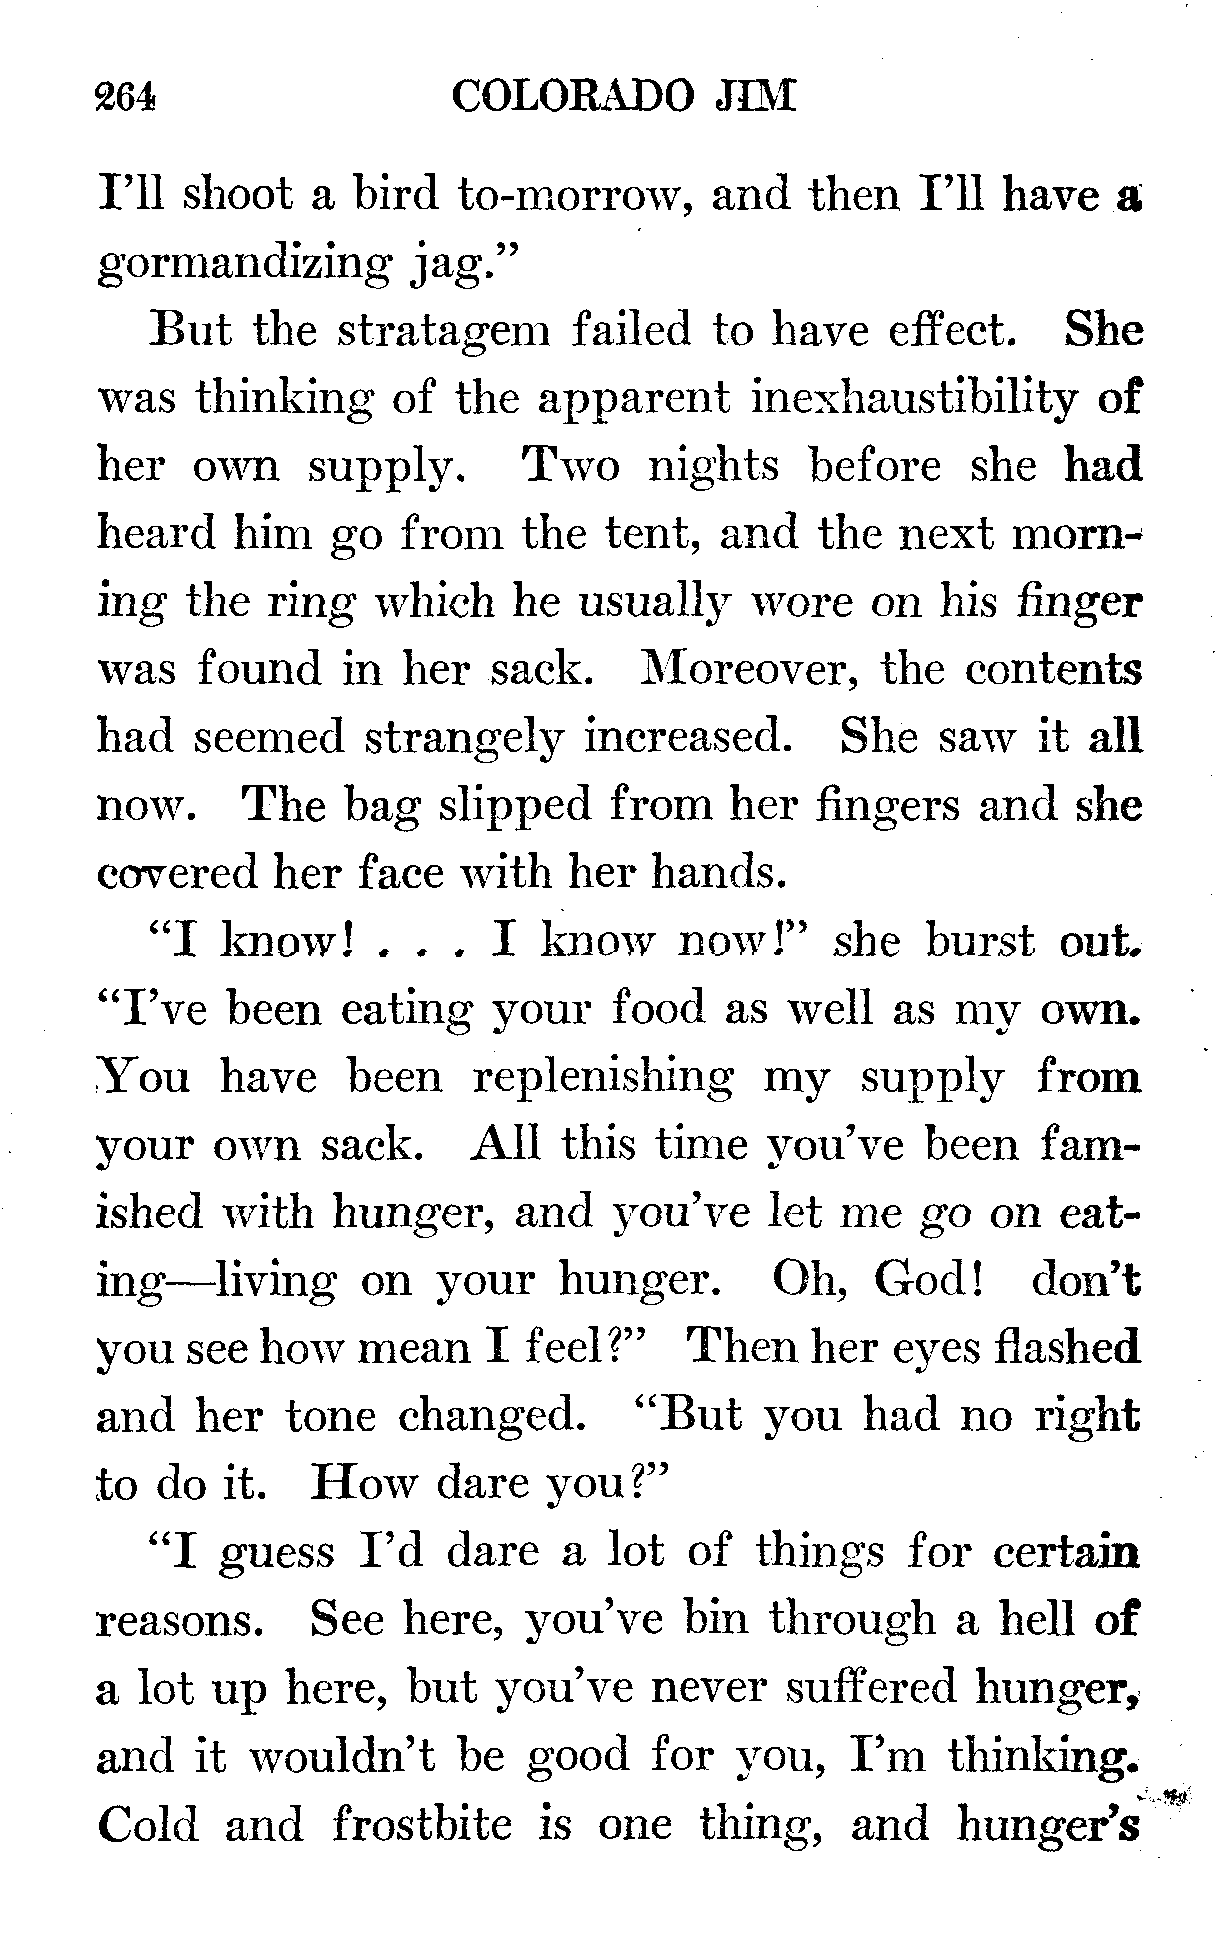 264 COLORADO JIM
I'll shoot a bird to-morrow, and then I'll have a
gormandizing jag."
But the stratagem failed to have effect. She
was thinking of the apparent inexhaustibility of
her own supply. Two nights before she had
heard him go from the tent, and the next morn-
ing the ring which he usually wore on his finger
was found in her sack. Moreover, the contents
had seemed strangely increased. She saw it all
now. The bag slipped from her fingers and she
covered her face with her hands.
"I know! . . . I know now!" she burst out.
"I've been eating your food as well as my own.
You have been replenishing my supply from
your own sack. All this time you've been fam-
ished with hunger, and you've let me go on eat-
ing—living on your hunger. Oh, God! don't
you see how mean I feel?" Then her eyes flashed
and her tone changed. "But you had no right
to do it. How dare you?"
"I guess I'd dare a lot of things for certain
reasons. See here, you've bin through a hell of
a lot up here, but you've never suffered hunger,
and it wouldn't be good for you, I'm thinking.
Cold and frostbite is one thing, and hunger's